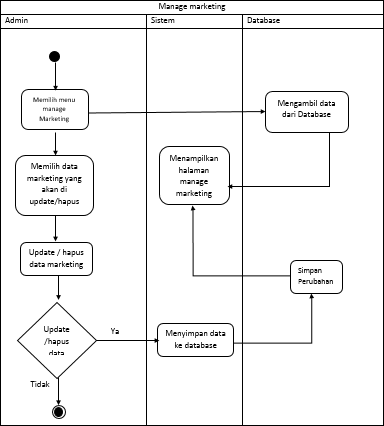 Manage marketing
Admin
Sistem
Database
Memilih menu
manage
Marketing
Mengambil data
dari Database
Memilih data
marketing yang
akan di
update/hapus
Menampilkan
halaman
manage
marketing
Update / hapus
data marketing
Simpan
Perubahan
Update
/hapus
data
Ya
Menyimpan data
ke database
Tidak